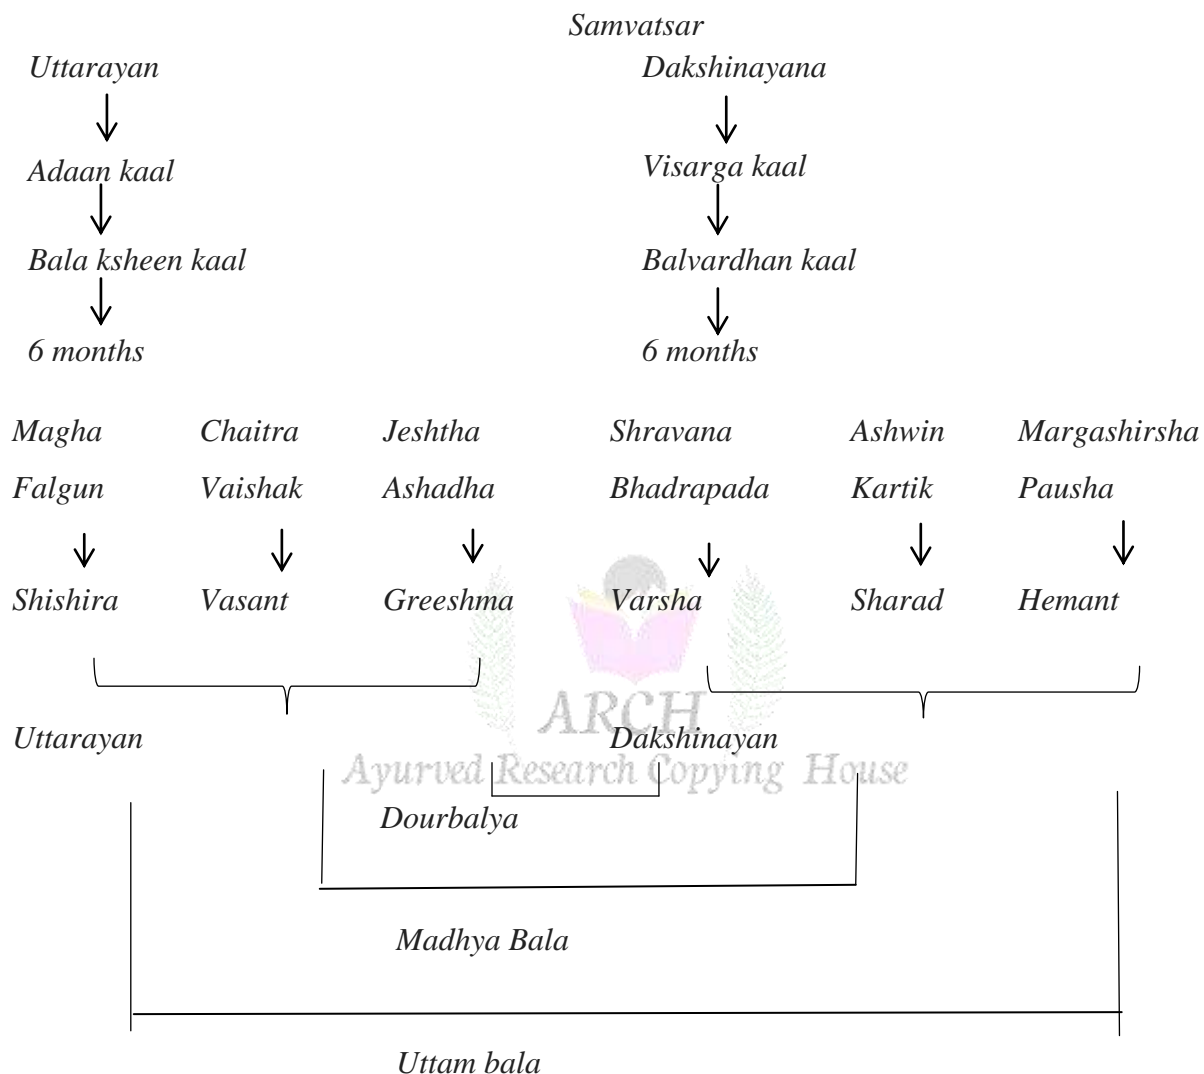 Samvatsar
Uttarayan Dakshinayana
Adaan kaal Visarga kaal
Bala ksheen kaal Balvardhan kaal
6 months 6 months
Magha Chaitra Jeshtha Shravana Ashwin Margashirsha
Falgun Vaishak Ashadha Bhadrapada Kartik Pausha
Shishira Vasant Greeshma Varsha Sharad Hemant
ARCH
Uttarayan Dakshinayan
Ayurved Research Copying House
Dourbalya
Madhya Bala
Uttam bala